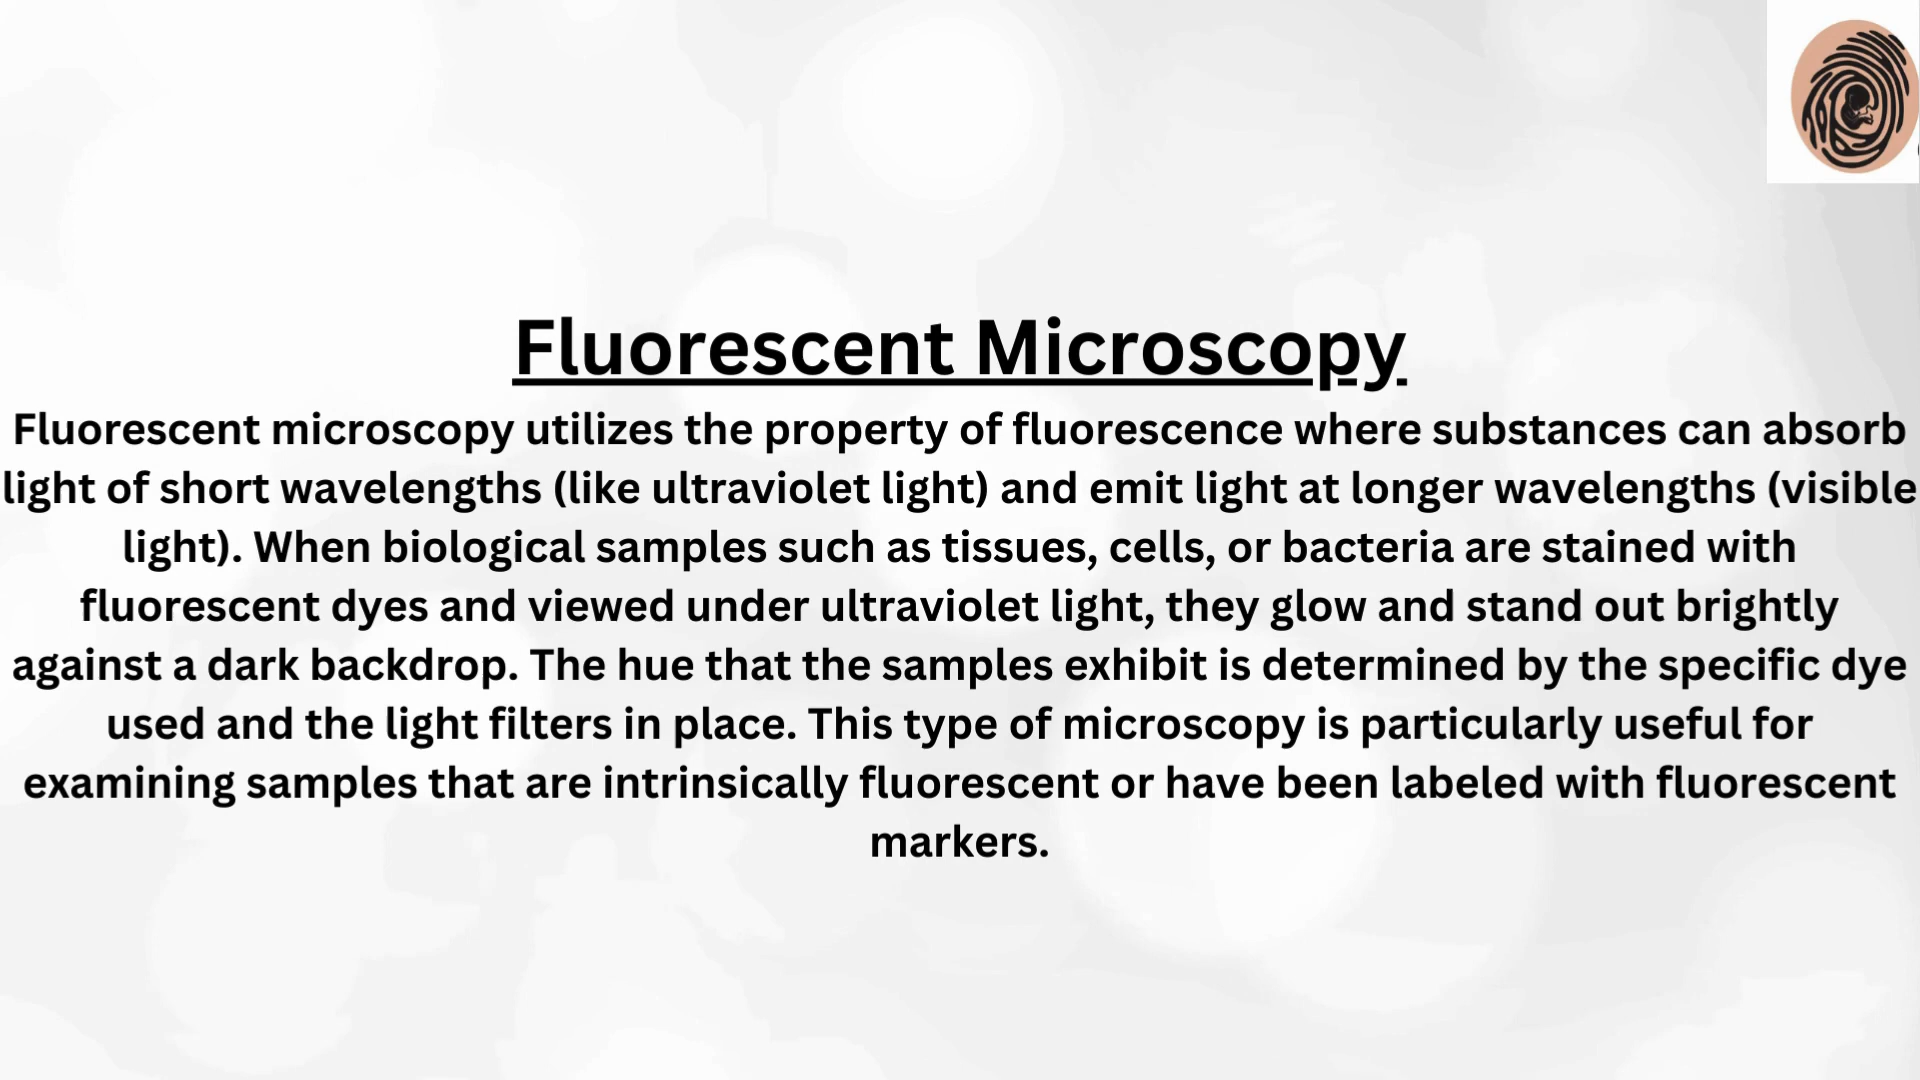 Fluorescent Microscopy
Fluorescent microscopy utilizes the property of fluorescence where substances can absorb
light of short wavelengths (like ultraviolet light) and emit light at longer wavelengths (visible
light). When biological samples such as tissues, cells, or bacteria are stained with
fluorescent dyes and viewed under ultraviolet light, they glow and stand out brightly
against a dark backdrop. The hue that the samples exhibit is determined by the specific dye
used and the light filters in place. This type of microscopy is particularly useful for
examining samples that are intrinsically fluorescent or have been labeled with fluorescent
markers.